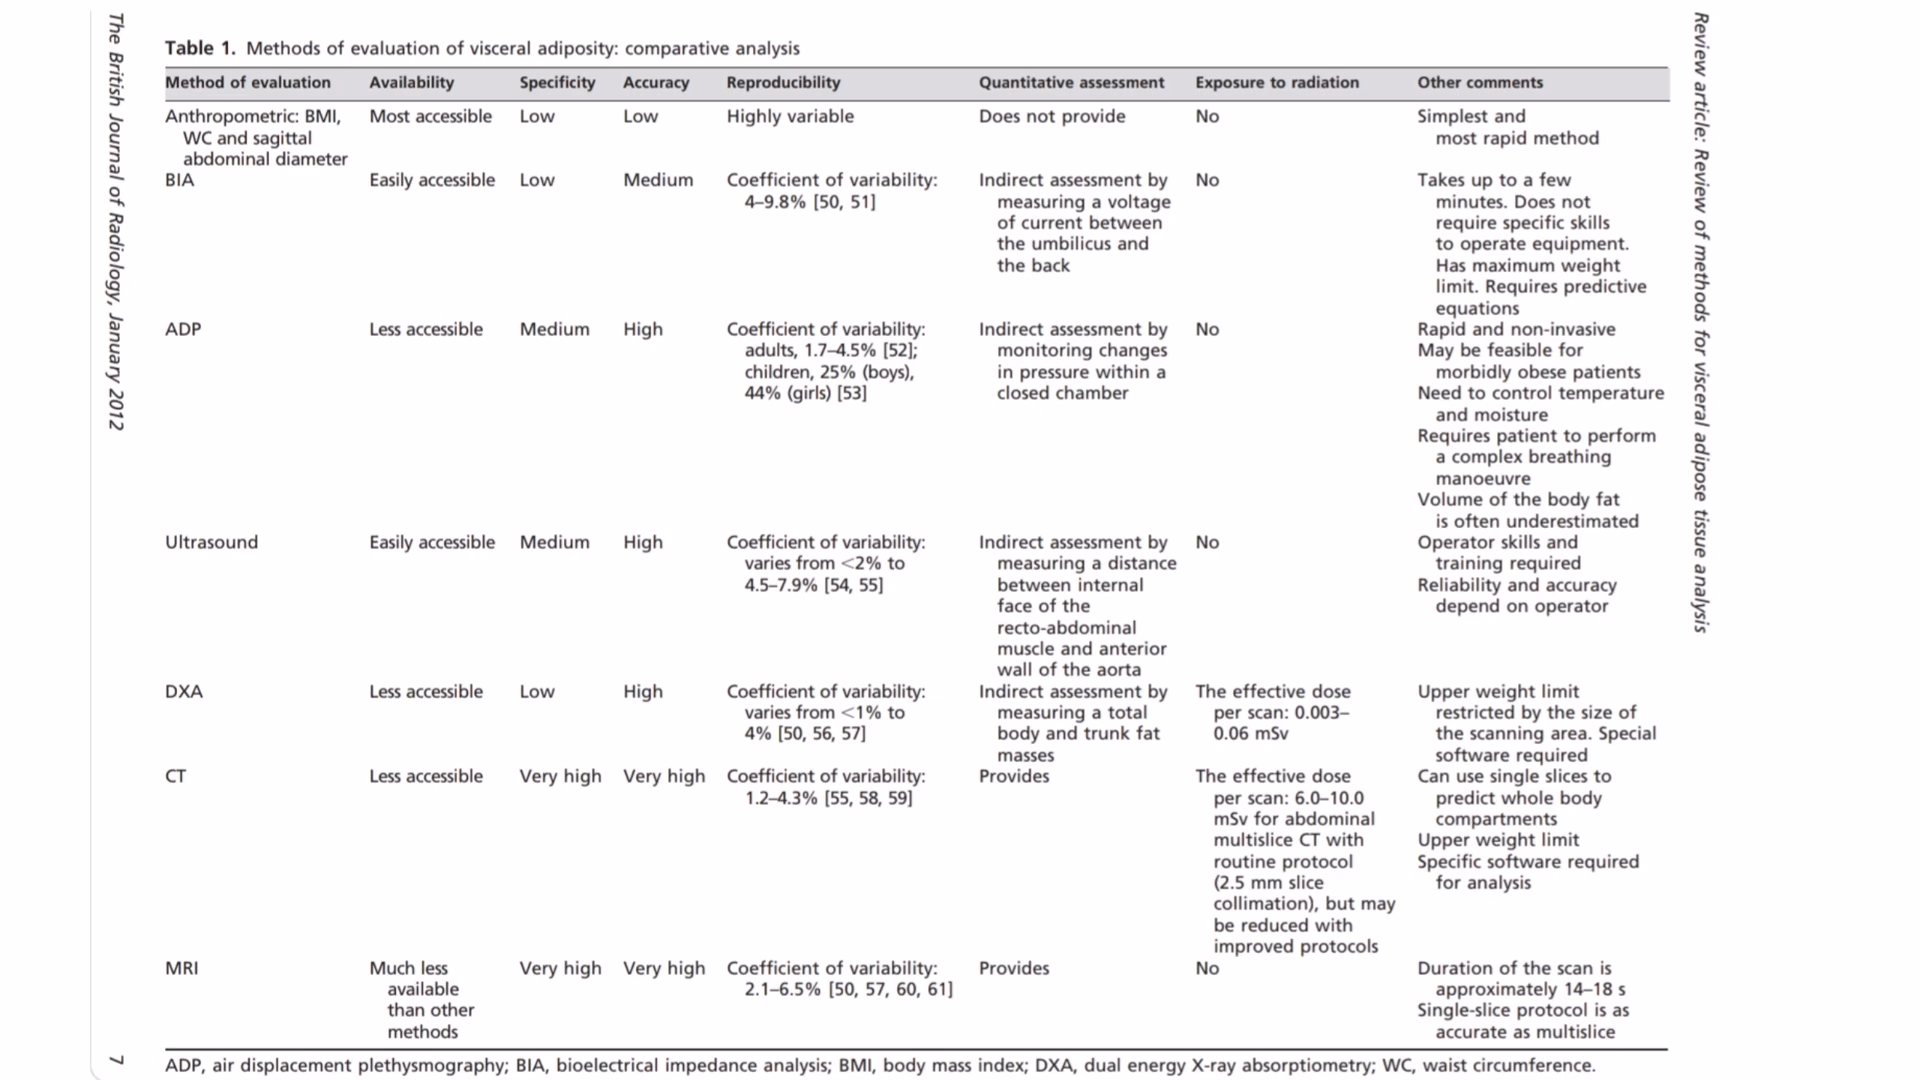 The British Journal of Radiology, January 2012
7
Review article: Review of methods for visceral adipose tissue analysis
Table 1. Methods of evaluation of visceral adiposity: comparative analysis
Method of evaluation Availability Specificity Accuracy Reproducibility Quantitative assessment Exposure to radiation Other comments
Anthropometric: BMI, Most accessible Low Low Highly variable Does not provide No Simplest and
WC and sagittal most rapid method
abdominal diameter
BIA Easily accessible Low Medium Coefficient of variability: Indirect assessment by No Takes up to a few
4–9.8% [50, 51] measuring a voltage minutes. Does not
of current between require specific skills
the umbilicus and to operate equipment.
the back Has maximum weight
limit. Requires predictive
equations
ADP Less accessible Medium High Coefficient of variability: Indirect assessment by No Rapid and non-invasive
adults, 1.7–4.5% [52]; monitoring changes May be feasible for
children, 25% (boys), in pressure within a morbidly obese patients
44% (girls) [53] closed chamber Need to control temperature
and moisture
Requires patient to perform
a complex breathing
manoeuvre
Volume of the body fat
is often underestimated
Ultrasound Easily accessible Medium High Coefficient of variability: Indirect assessment by No Operator skills and
varies from <2% to measuring a distance training required
4.5–7.9% [54, 55] between internal Reliability and accuracy
face of the depend on operator
recto-abdominal
muscle and anterior
wall of the aorta
DXA Less accessible Low High Coefficient of variability: Indirect assessment by The effective dose Upper weight limit
varies from <1% to measuring a total per scan: 0.003– restricted by the size of
4% [50, 56, 57] body and trunk fat 0.06 mSv the scanning area. Special
masses software required
CT Less accessible Very high Very high Coefficient of variability: Provides The effective dose Can use single slices to
1.2–4.3% [55, 58, 59] per scan: 6.0–10.0 predict whole body
mSv for abdominal compartments
multislice CT with Upper weight limit
routine protocol Specific software required
(2.5 mm slice for analysis
collimation), but may
be reduced with
improved protocols
MRI Much less Very high Very high Coefficient of variability: Provides No Duration of the scan is
available 2.1–6.5% [50, 57, 60, 61] approximately 14–18 s
than other Single-slice protocol is as
methods accurate as multislice
ADP, air displacement plethysmography; BIA, bioelectrical impedance analysis; BMI, body mass index; DXA, dual energy X-ray absorptiometry; WC, waist circumference.